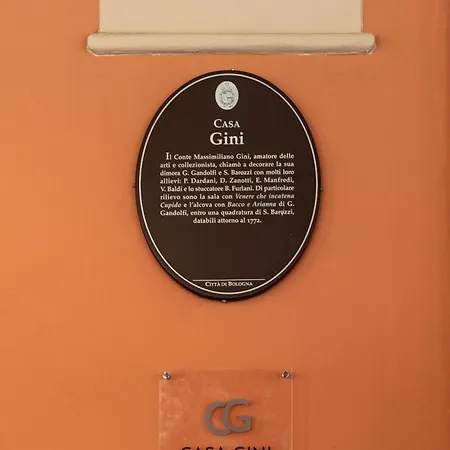 CASA
Gini
Il Conte Massimiliano Gini, amatore delle
arti e collezionista, chiamò a decorare la sua
dimora G. Gandolfi e S. Barozzi con molti loro
allievi: P. Dardani, D. Zanotti, E. Manfredi,
V. Baldi e lo stuccatore B. Furlani. Di particolare
rilievo sono la sala con Venere che incatena
Cupido e l'alcova con Bacco e Arianna di G.
Gandolfi, entro una quadratura di S. Barozzi,
databili attorno al 1772.
CITTÀ DI BOLOGNA
CG
CASA GINI